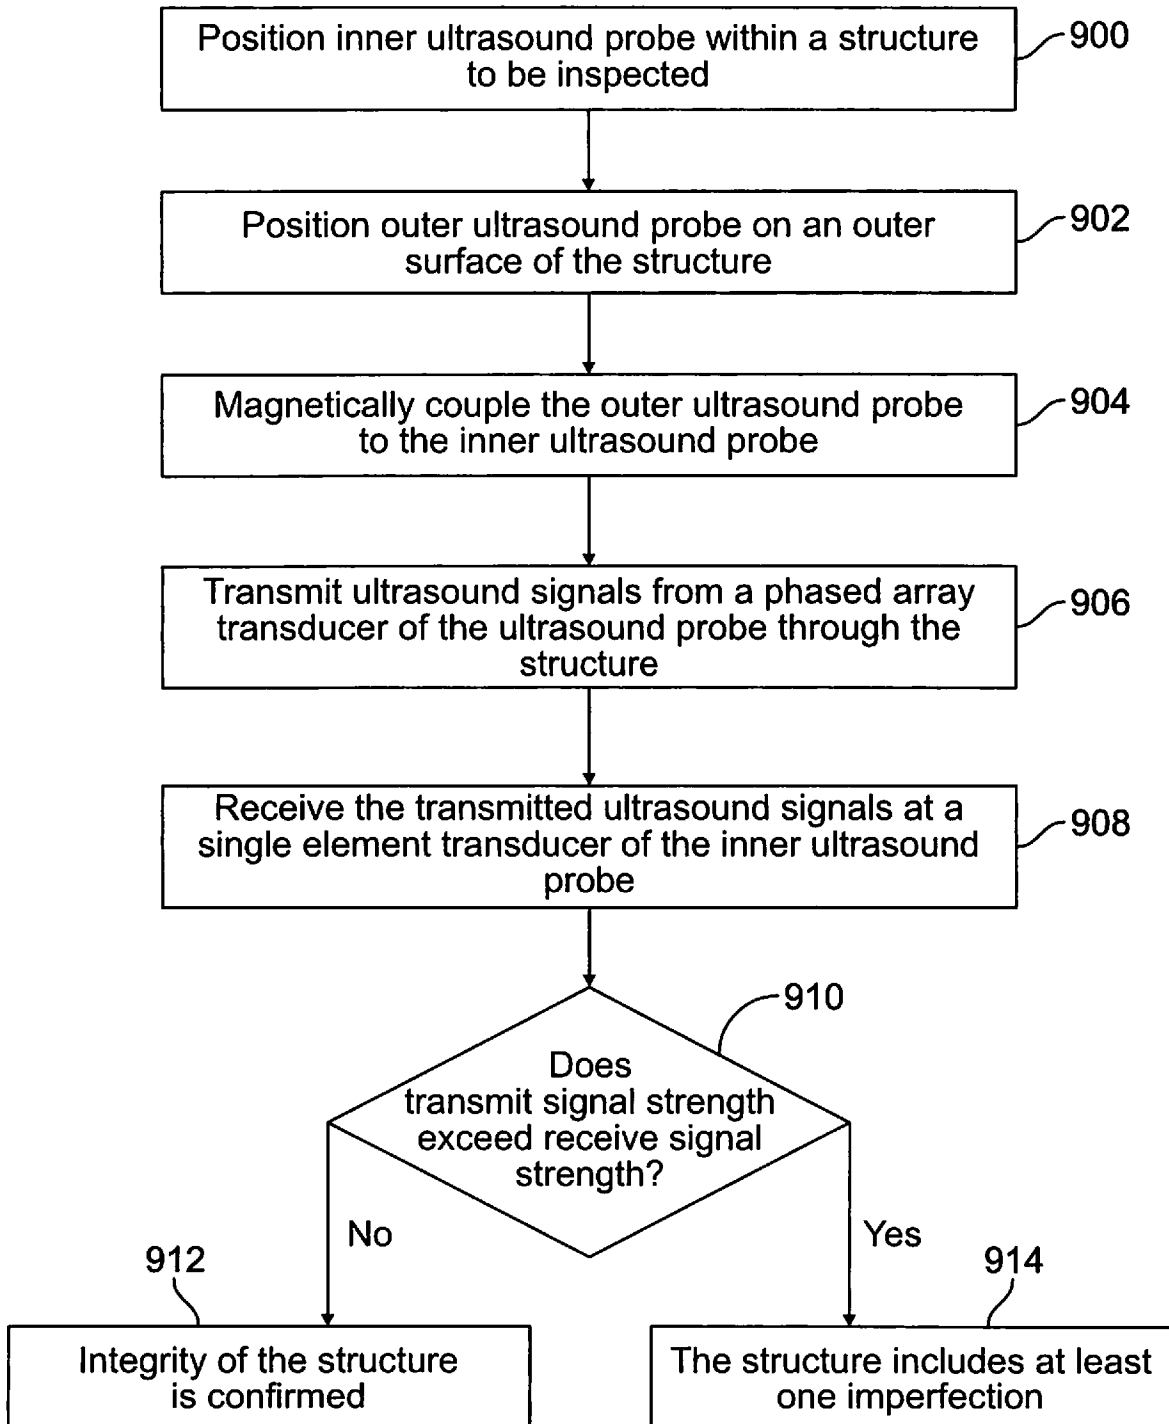 Position inner ultrasound probe within a structure
to be inspected
900
Position outer ultrasound probe on an outer
surface of the structure
902
Magnetically couple the outer ultrasound probe
to the inner ultrasound probe
904
Transmit ultrasound signals from a phased array
transducer of the ultrasound probe through the
structure
906
Receive the transmitted ultrasound signals at a
single element transducer of the inner ultrasound
probe
908
910
Does
transmit signal strength
exceed receive signal
strength?
No
Yes
912
914
Integrity of the structure
is confirmed
The structure includes at least
one imperfection